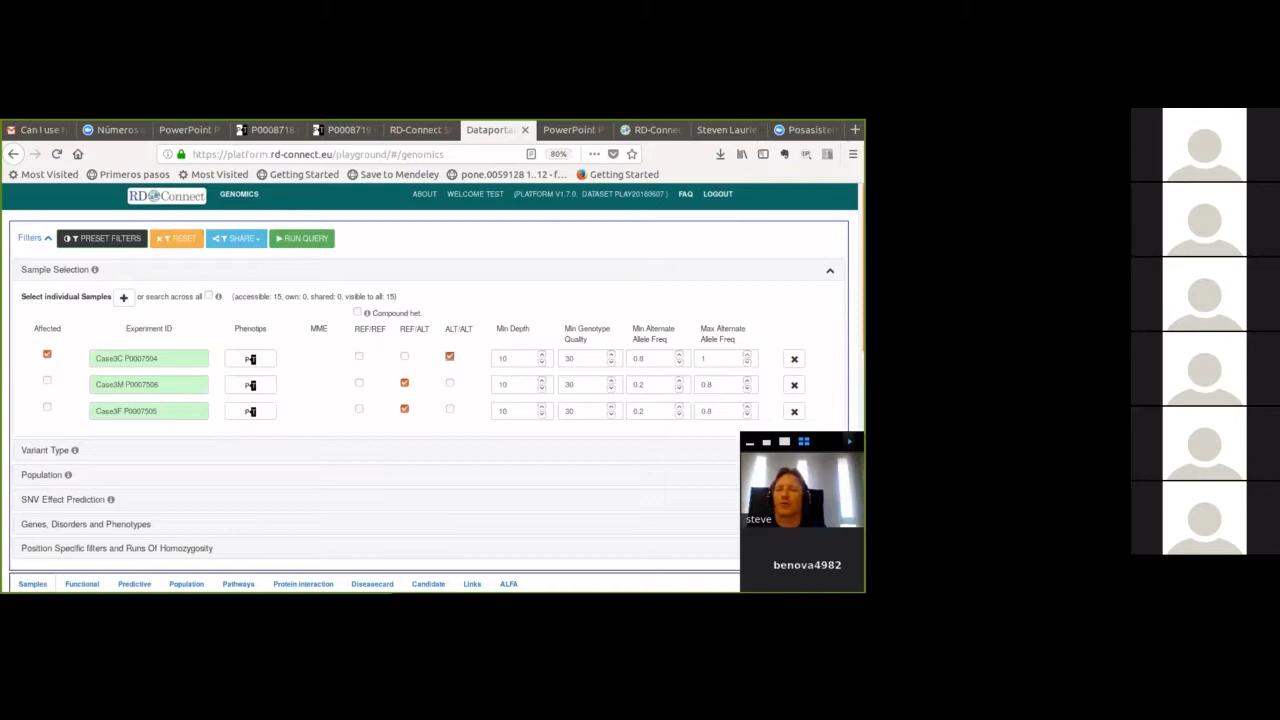 Can I use f
Números
PowerPoint P
P0008718
P0008719
RD-Connect S
Dataporta
PowerPoint P
RD-Conne
Steven Laurie
Posasiste
https://platform.rd-connect.eu/playground/#/genomics
80%
Most Visited
Primeros pasos
Most Visited
Getting Started
Save to Mendeley
pone.0059128 1..12 - f...
Getting Started
RD Connect
GENOMICS
ABOUT
WELCOME TEST
(PLATFORM V1.7.0, DATASET PLAY20180607 )
FAQ
LOGOUT
Filters
PRESET FILTERS
RESET
SHARE
RUN QUERY
Sample Selection
Select individual Samples + or search across all (accessible: 15, own: 0, shared: 0, visible to all: 15)
Compound het.
Affected Experiment ID Phenotips MME REF/REF REF/ALT ALT/ALT Min Depth Min Genotype Quality Min Alternate Allele Freq Max Alternate Allele Freq
Case3C P0007504 10 30 0.8 1
Case3M P0007506 10 30 0.2 0.8
Case3F P0007505 10 30 0.2 0.8
Variant Type
Population
SNV Effect Prediction
Genes, Disorders and Phenotypes
Position Specific filters and Runs Of Homozygosity
Samples Functional Predictive Population Pathways Protein interaction Diseasecard Candidate Links ALFA
steve
benova4982